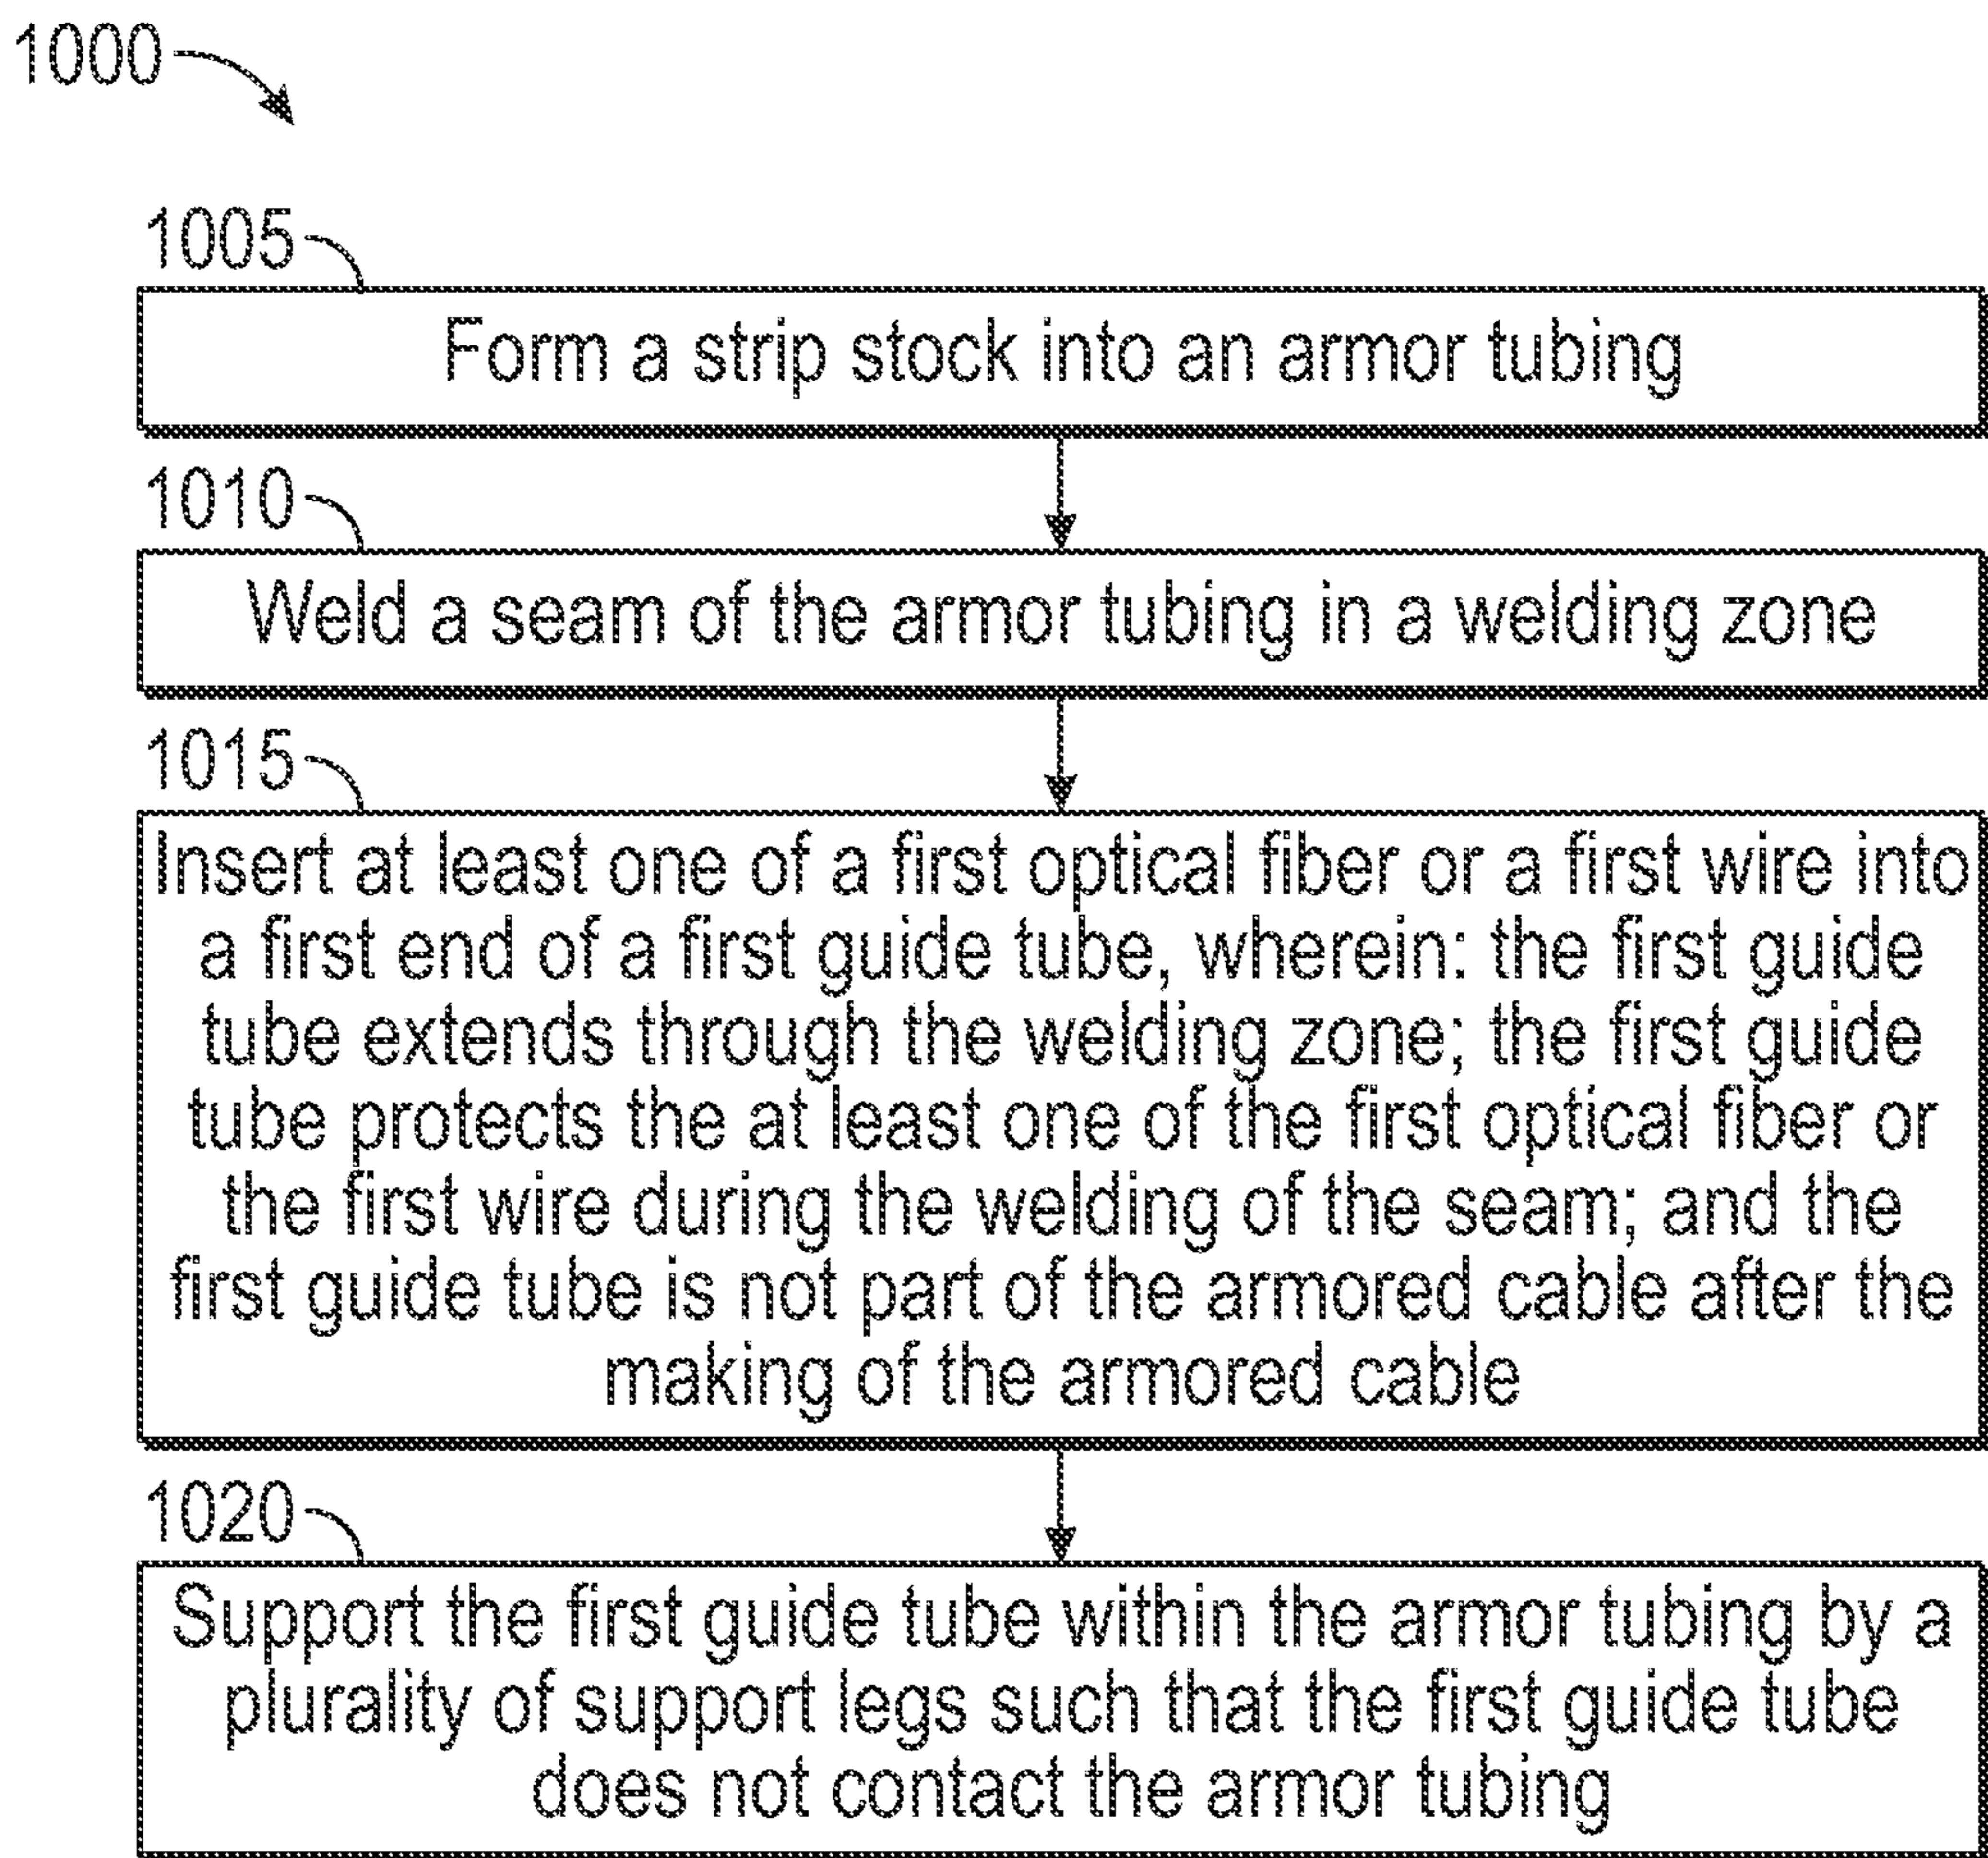 1000
1005
Form a strip stock into an armor tubing
1010
Weld a seam of the armor tubing in a welding zone
1015
Insert at least one of a first optical fiber or a first wire into
a first end of a first guide tube, wherein: the first guide
tube extends through the welding zone; the first guide
tube protects the at least one of the first optical fiber or
the first wire during the welding of the seam; and the
first guide tube is not part of the armored cable after the
making of the armored cable
1020
Support the first guide tube within the armor tubing by a
plurality of support legs such that the first guide tube
does not contact the armor tubing